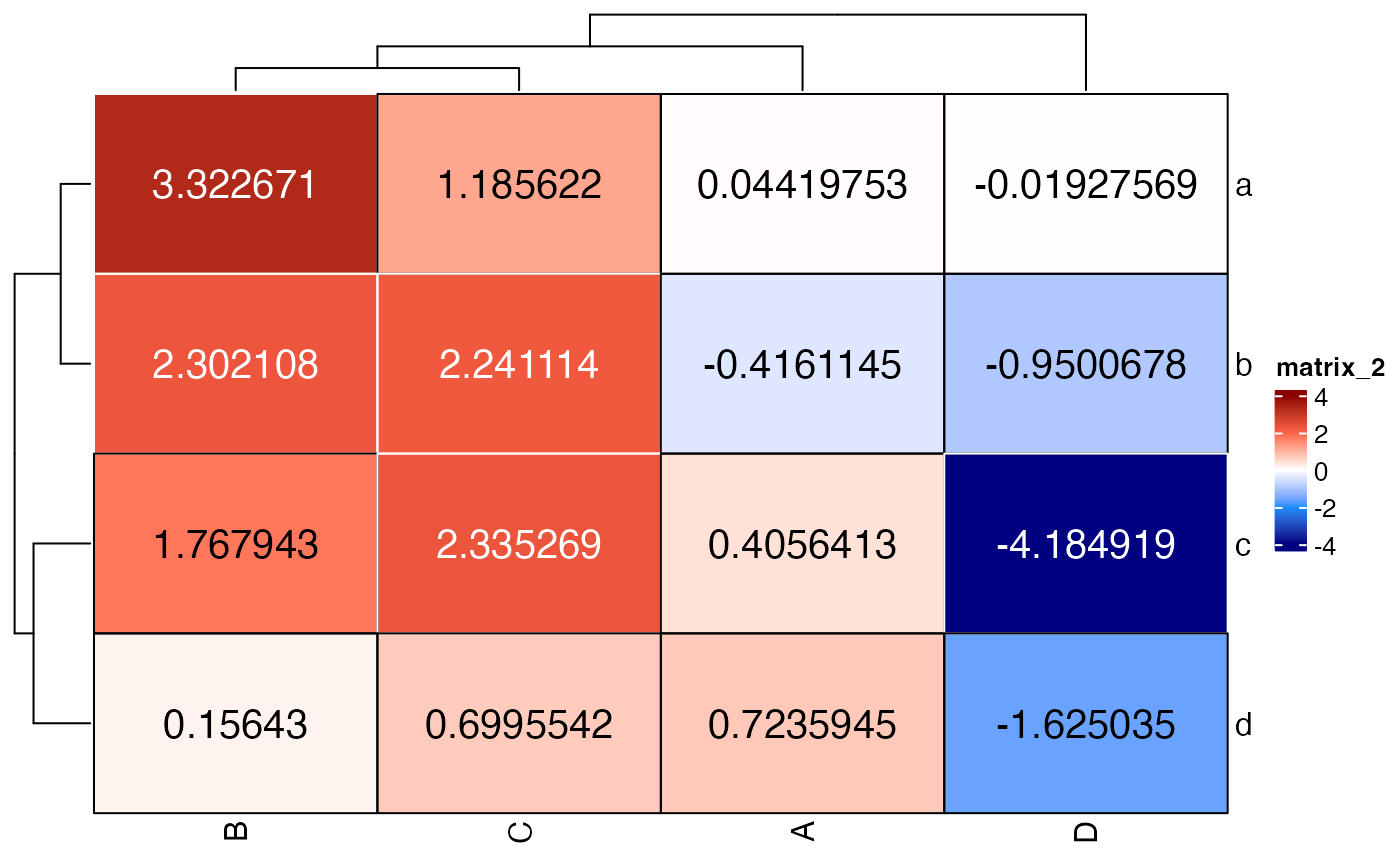 3.322671 1.185622 0.04419753 -0.01927569 a
2.302108 2.241114 -0.4161145 -0.9500678 b
1.767943 2.335269 0.4056413 -4.184919 c
0.15643 0.6995542 0.7235945 -1.625035 d
B C A D
matrix_2
4
2
0
-2
-4